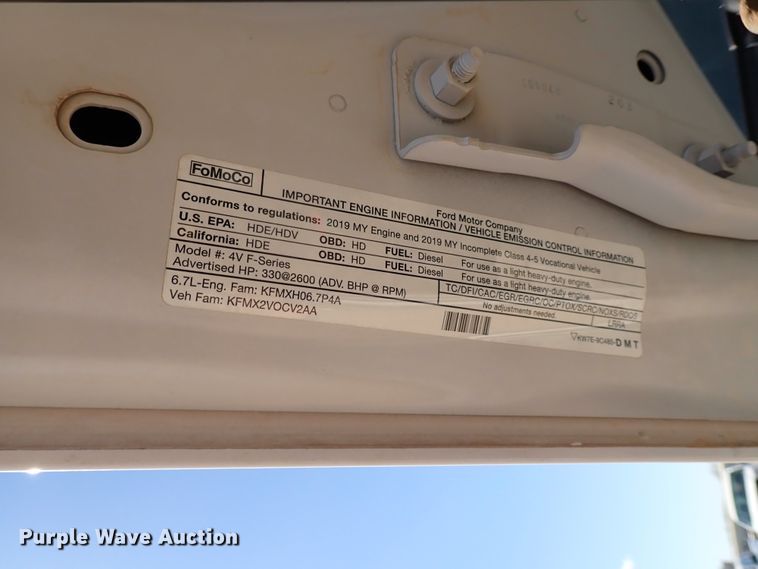 FoMoCo
Ford Motor Company
IMPORTANT ENGINE INFORMATION / VEHICLE EMISSION CONTROL INFORMATION
Conforms to regulations: 2019 MY Engine and 2019 MY Incomplete Class 4-5 Vocational Vehicle
U.S. EPA: HDE/HDV OBD: HD FUEL: Diesel For use as a light heavy-duty engine.
California: HDE OBD: HD FUEL: Diesel For use as a light heavy-duty engine.
Model #: 4V F-Series
Advertised HP: 330@2600 (ADV. BHP @ RPM) TC/DFI/CAC/EGR/EGRC/OC/PTOX/SCRC/NOXS/RDQS
No adjustments needed. LRRA
6.7L-Eng. Fam: KFMXH06.7P4A
Veh Fam: KFMX2VOCV2AA
KW7E-9C485-DMT
Purple Wave Auction